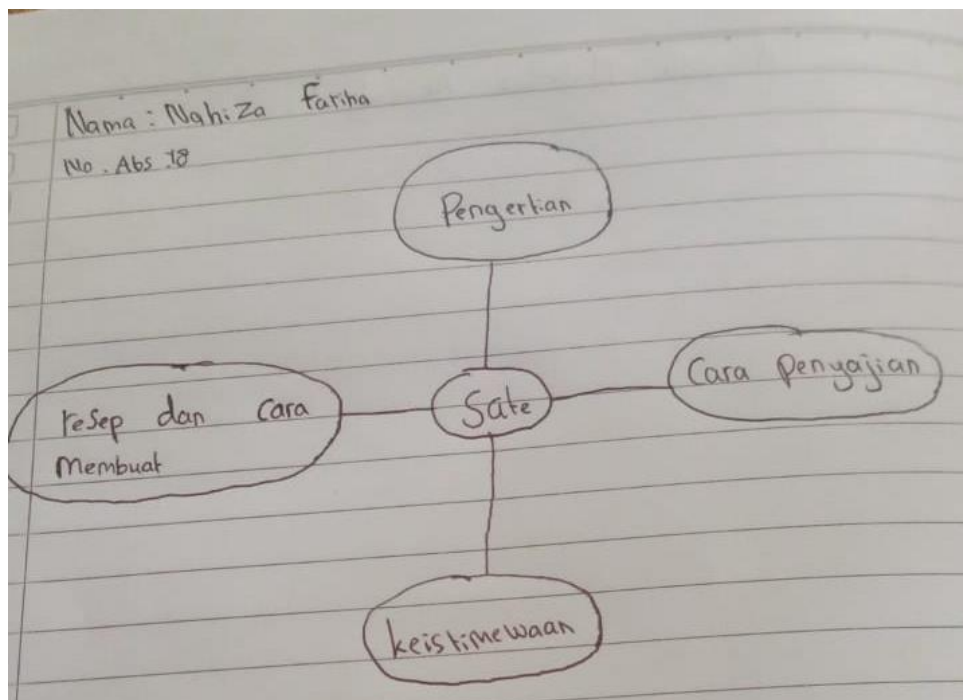 Nama : Nahiza Fariha
No. Abs 18
Pengertian
Cara Penyajian
Sate
resep dan cara
Membuat
keistimewaan